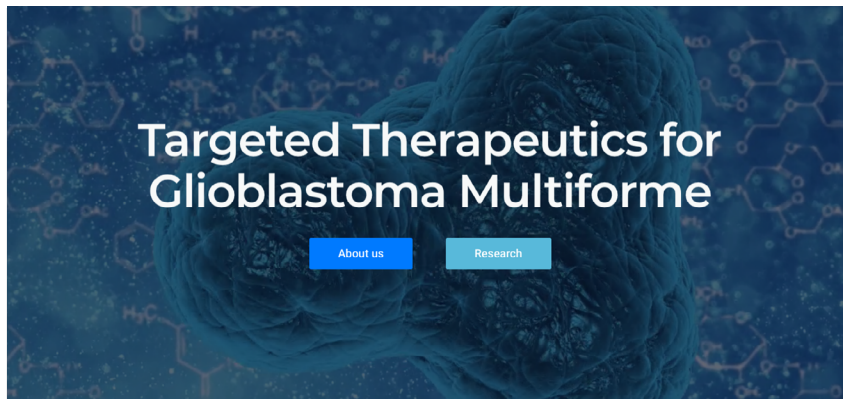 Targeted Therapeutics for
Glioblastoma Multiforme
About us
Research